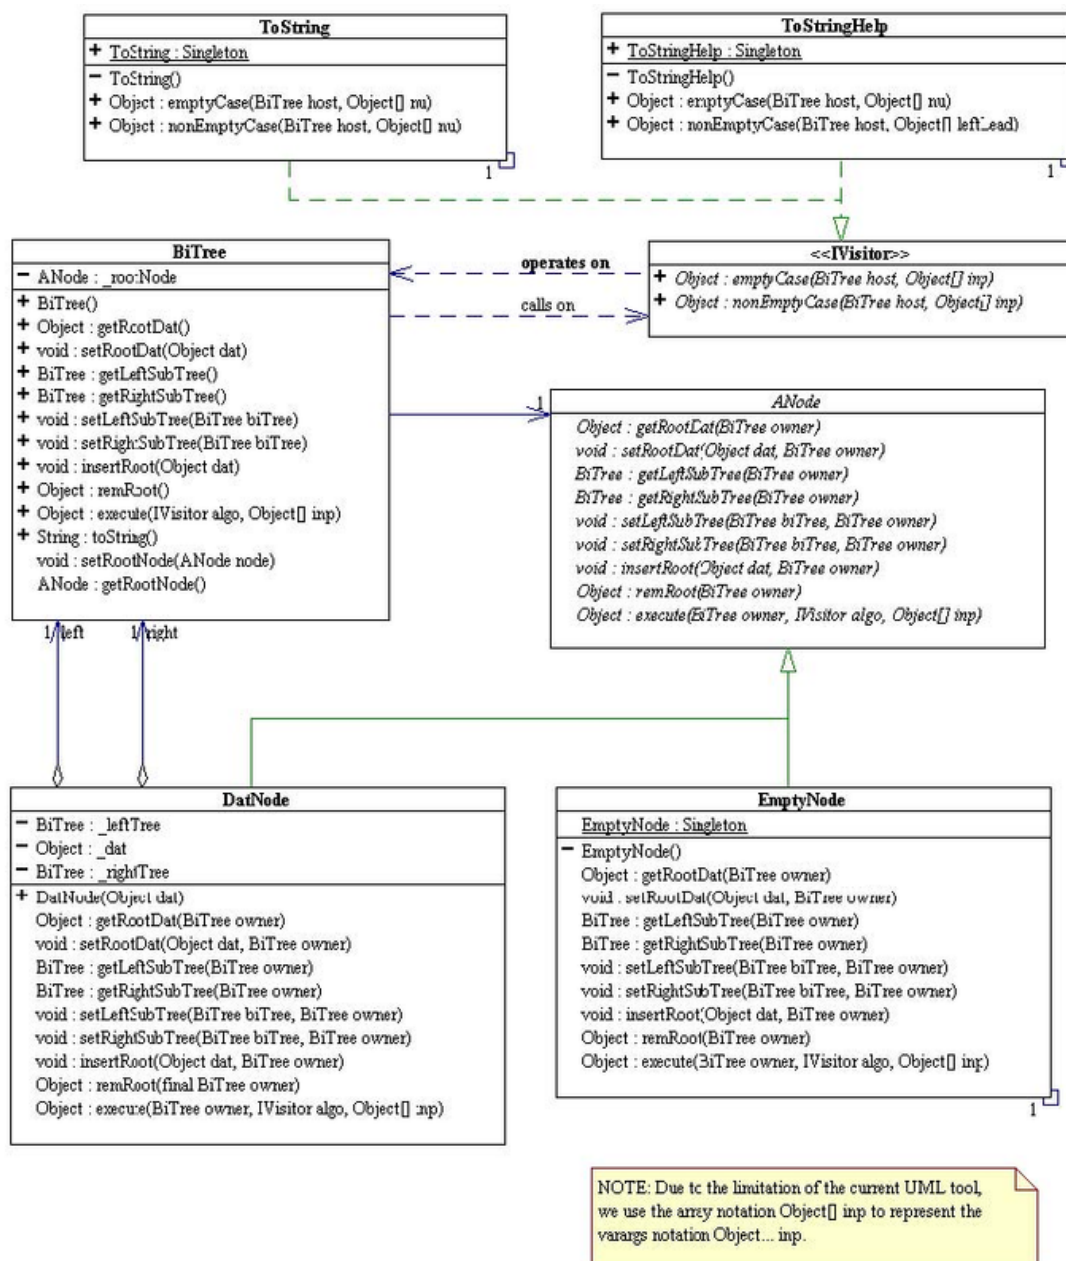 ToString
+ ToString : Singleton
- ToString()
+ Object : emptyCase(BiTree host, Object[] nu)
+ Object : nonEmptyCase(BiTree host, Object[] nu)
1
ToStringHelp
+ ToStringHelp : Singleton
- ToStringHelp()
+ Object : emptyCase(BiTree host, Object[] nu)
+ Object : nonEmptyCase(BiTree host, Object[] leftLead)
1
BiTree
- ANode : _rootNode
+ BiTree()
+ Object : getRootDat()
+ void : setRootDat(Object dat)
+ BiTree : getLeftSubTree()
+ BiTree : getRightSubTree()
+ void : setLeftSubTree(BiTree biTree)
+ void : setRightSubTree(BiTree biTree)
+ void : insertRoot(Object dat)
+ Object : remRoot()
+ Object : execute(IVisitor algo, Object[] inp)
+ String : toString()
void : setRootNode(ANode node)
ANode : getRootNode()
operates on
calls on
<<IVisitor>>
+ Object : emptyCase(BiTree host, Object[] inp)
+ Object : nonEmptyCase(BiTree host, Object[] inp)
1
ANode
Object : getRootDat(BiTree owner)
void : setRootDat(Object dat, BiTree owner)
BiTree : getLeftSubTree(BiTree owner)
BiTree : getRightSubTree(BiTree owner)
void : setLeftSubTree(BiTree biTree, BiTree owner)
void : setRightSubTree(BiTree biTree, BiTree owner)
void : insertRoot(Object dat, BiTree owner)
Object : remRoot(BiTree owner)
Object : execute(BiTree owner, IVisitor algo, Object[] inp)
1 left
1 right
DatNode
- BiTree : _leftTree
- Object : _dat
- BiTree : _rightTree
+ DatNode(Object dat)
Object : getRootDat(BiTree owner)
void : setRootDat(Object dat, BiTree owner)
BiTree : getLeftSubTree(BiTree owner)
BiTree : getRightSubTree(BiTree owner)
void : setLeftSubTree(BiTree biTree, BiTree owner)
void : setRightSubTree(BiTree biTree, BiTree owner)
void : insertRoot(Object dat, BiTree owner)
Object : remRoot(final BiTree owner)
Object : execute(BiTree owner, IVisitor algo, Object[] inp)
EmptyNode
EmptyNode : Singleton
- EmptyNode()
Object : getRootDat(BiTree owner)
void : setRootDat(Object dat, BiTree owner)
BiTree : getLeftSubTree(BiTree owner)
BiTree : getRightSubTree(BiTree owner)
void : setLeftSubTree(BiTree biTree, BiTree owner)
void : setRightSubTree(BiTree biTree, BiTree owner)
void : insertRoot(Object dat, BiTree owner)
Object : remRoot(BiTree owner)
Object : execute(BiTree owner, IVisitor algo, Object[] inp)
1
NOTE: Due to the limitation of the current UML tool,
we use the array notation Object[] inp to represent the
varargs notation Object... inp.